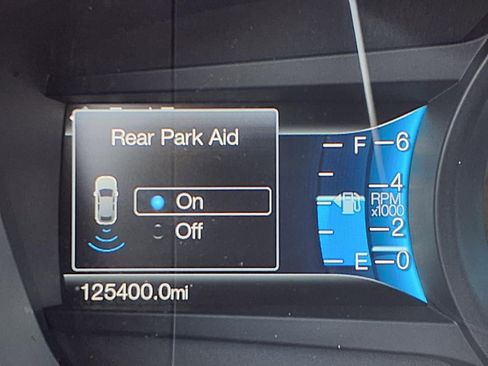 Rear Park Aid
On
Off
F
E
6
4
RPM
x1000
2
0
125400.0mi